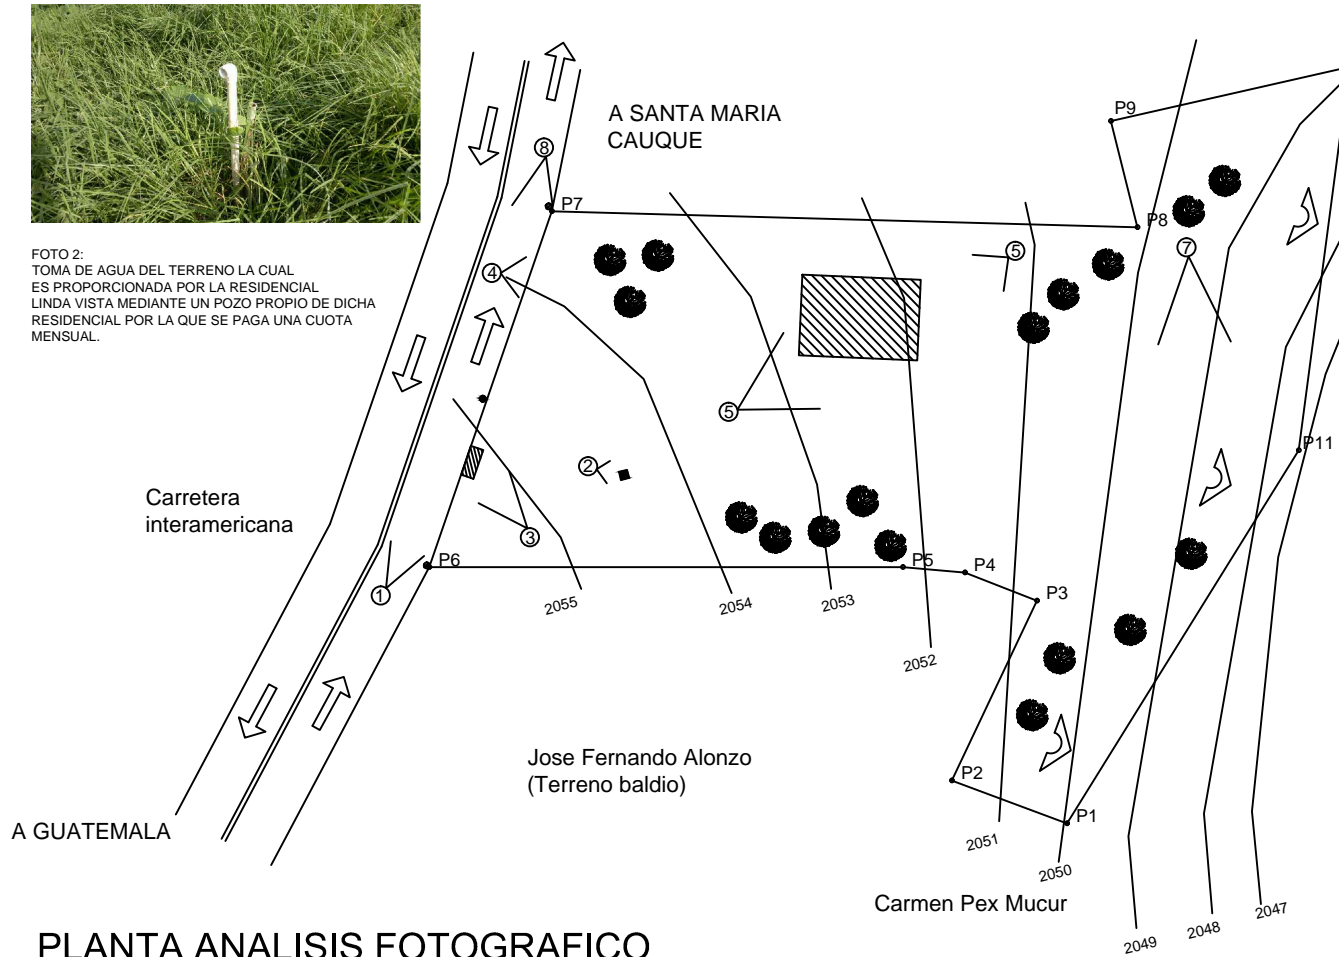 A SANTA MARIA
CAUQUE
P9
8
P7
P8
FOTO 2:
TOMA DE AGUA DEL TERRENO LA CUAL
ES PROPORCIONADA POR LA RESIDENCIAL
LINDA VISTA MEDIANTE UN POZO PROPIO DE DICHA
RESIDENCIAL POR LA QUE SE PAGA UNA CUOTA
MENSUAL.
4
5
7
5
P11
2
Carretera
interamericana
3
P6
P5
P4
1
P3
2055
2054
2053
2052
Jose Fernando Alonzo
(Terreno baldio)
P2
P1
A GUATEMALA
2051
2050
Carmen Pex Mucur
2049
2048
2047
PLANTA ANALISIS FOTOGRAFICO